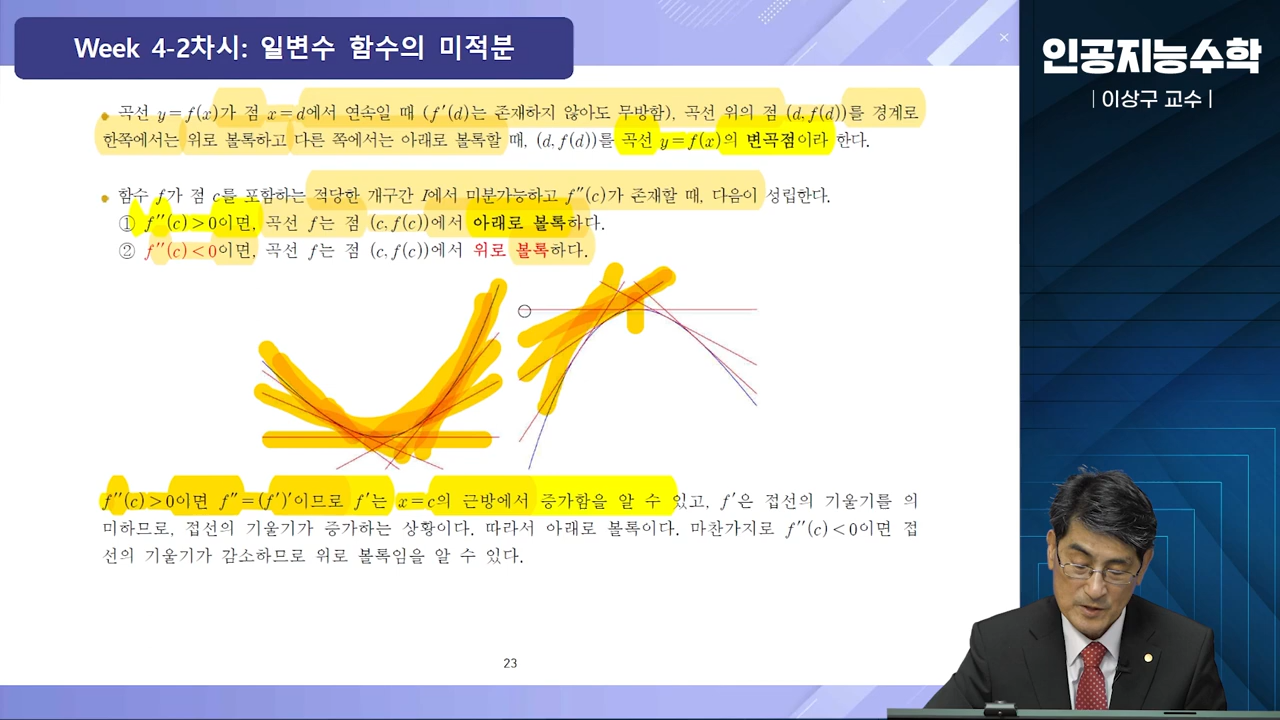 Week 4-2차시: 일변수 함수의 미적분
인공지능수학
| 이상구 교수 |
• 곡선 y=f(x)가 점 x=d에서 연속일 때 (f′(d)는 존재하지 않아도 무방함), 곡선 위의 점 (d, f(d))를 경계로
한쪽에서는 위로 볼록하고 다른 쪽에서는 아래로 볼록할 때, (d, f(d))를 곡선 y=f(x)의 변곡점이라 한다.
• 함수 f가 점 c를 포함하는 적당한 개구간 I에서 미분가능하고 f″(c)가 존재할 때, 다음이 성립한다.
① f″(c)>0이면, 곡선 f는 점 (c, f(c))에서 아래로 볼록하다.
② f″(c)<0이면, 곡선 f는 점 (c, f(c))에서 위로 볼록하다.
f″(c)>0이면 f″=(f′)′이므로 f′는 x=c의 근방에서 증가함을 알 수 있고, f′은 접선의 기울기를 의
미하므로, 접선의 기울기가 증가하는 상황이다. 따라서 아래로 볼록이다. 마찬가지로 f″(c)<0이면 접
선의 기울기가 감소하므로 위로 볼록임을 알 수 있다.
23